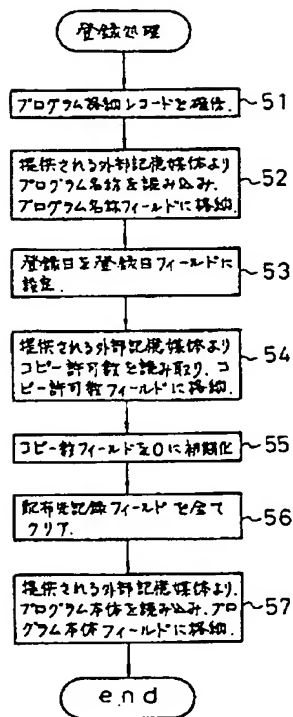 登録処理
プログラム格納レコードを確保.
51
提供される外部記憶媒体より
プログラム名称を読み込み.
プログラム名称フィールドに格納.
52
登録日を登録日フィールドに
設定.
53
提供される外部記憶媒体より
コピー許可数を読み取り, コ
ピー許可数フィールドに格納.
54
コピー数フィールドを0に初期化
55
配布先記録フィールドを全て
クリア.
56
提供される外部記憶媒体より,
プログラム本体を読み込み, プロ
グラム本体フィールドに格納.
57
end